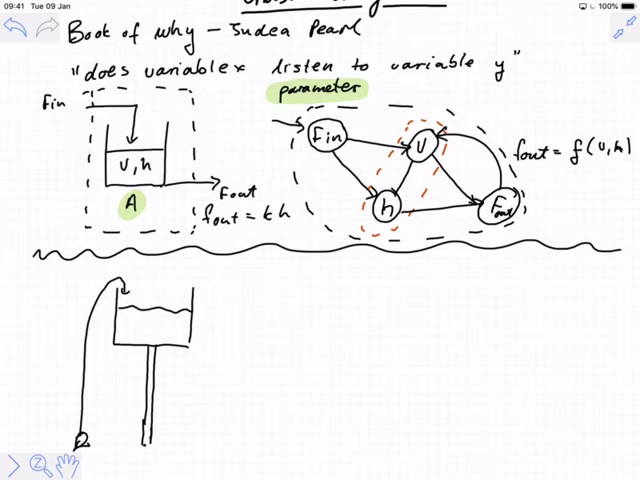 09:41 Tue 09 Jan
100%
Book of why – Judea Pearl
"does variable x listen to variable y"
parameter
Fin
V, h
A
Fout
fout = kh
Fin
V
h
Fout
fout = f(V,h)